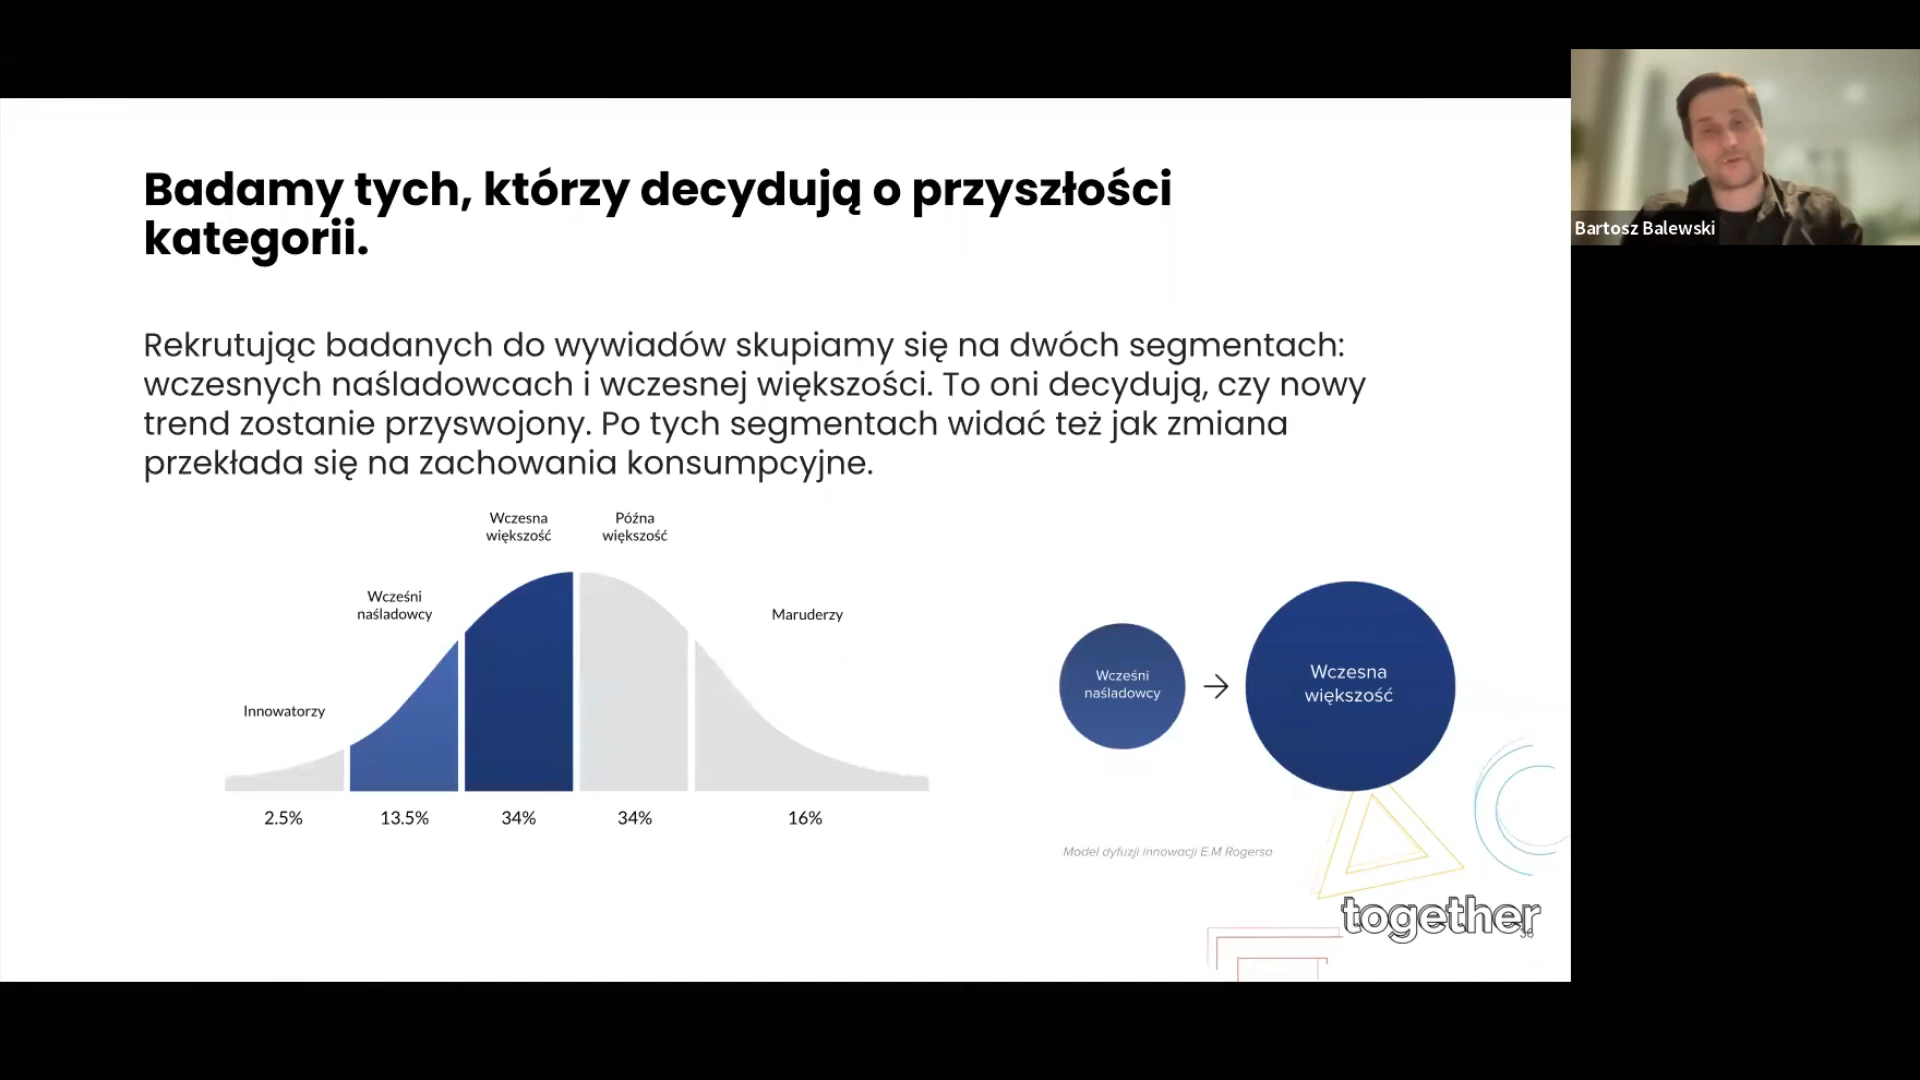 Badamy tych, którzy decydują o przyszłości
kategorii.
Rekrutując badanych do wywiadów skupiamy się na dwóch segmentach:
wczesnych naśladowcach i wczesnej większości. To oni decydują, czy nowy
trend zostanie przyswojony. Po tych segmentach widać też jak zmiana
przekłada się na zachowania konsumpcyjne.
Innowatorzy
Wcześni
naśladowcy
Wczesna
większość
Późna
większość
Maruderzy
2.5%
13.5%
34%
34%
16%
Wcześni
naśladowcy
Wczesna
większość
Model dyfuzji innowacji E.M Rogersa
together
Bartosz Balewski